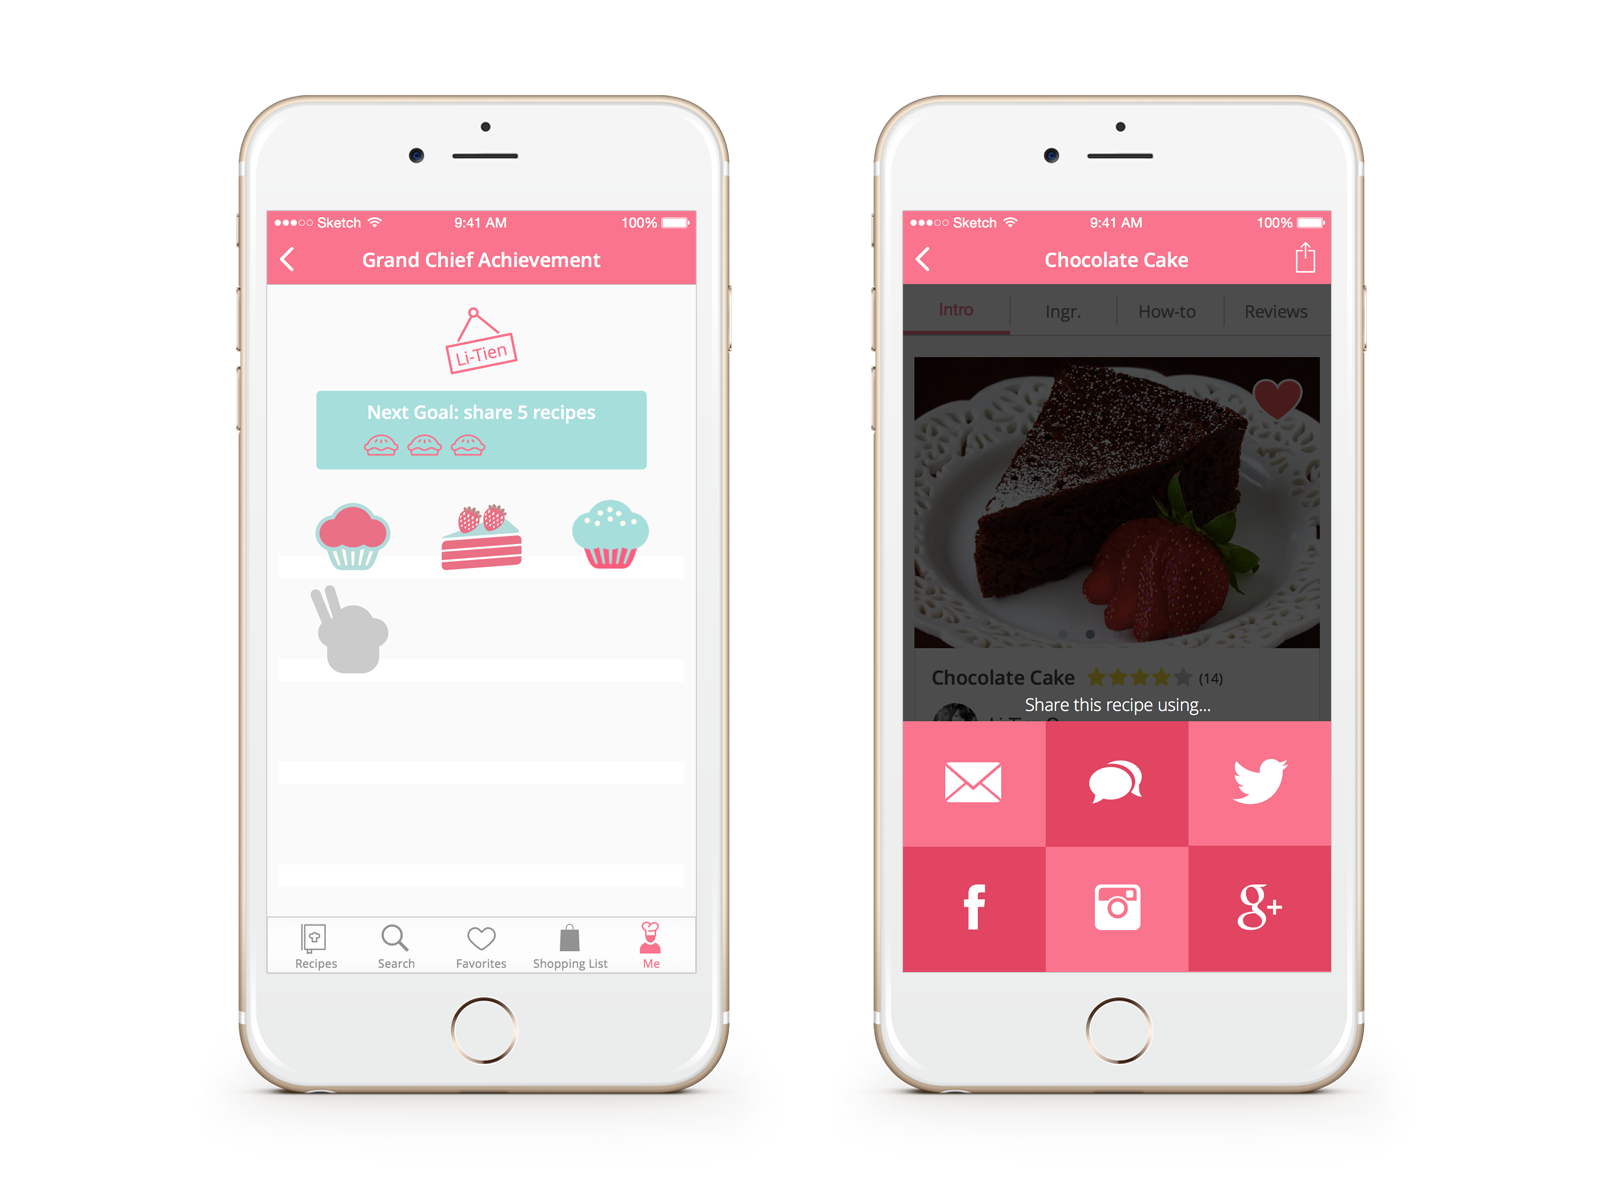 Sketch 9:41 AM 100%
Grand Chief Achievement
Li-Tien
Next Goal: share 5 recipes
Recipes Search Favorites Shopping List Me
Sketch 9:41 AM 100%
Chocolate Cake
Intro Ingr. How-to Reviews
Chocolate Cake (14)
Share this recipe using...